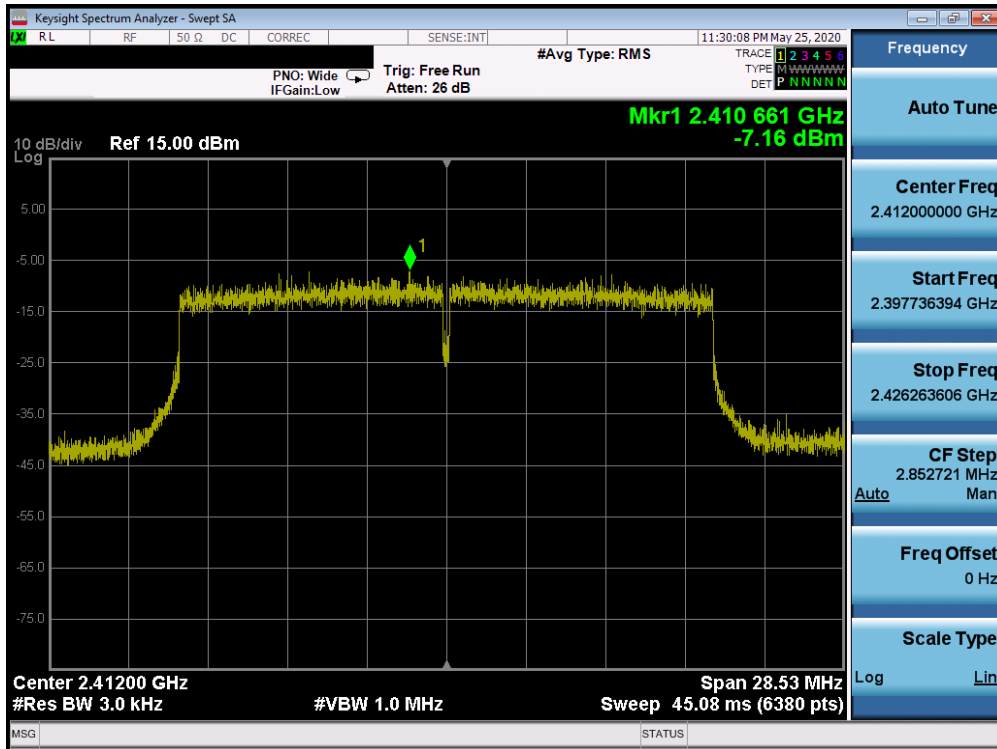 Keysight Spectrum Analyzer - Swept SA
LXI RL RF 50 Ω DC CORREC SENSE:INT 11:30:08 PM May 25, 2020
PNO: Wide
IFGain:Low
Trig: Free Run
Atten: 26 dB
#Avg Type: RMS
TRACE 1 2 3 4 5 6
TYPE M W W W W W
DET P N N N N N
Mkr1 2.410 661 GHz
-7.16 dBm
10 dB/div
Log
Ref 15.00 dBm
5.00
-5.00
-15.0
-25.0
-35.0
-45.0
-55.0
-65.0
-75.0
1
Center 2.41200 GHz
#Res BW 3.0 kHz
#VBW 1.0 MHz
Span 28.53 MHz
Sweep 45.08 ms (6380 pts)
MSG
STATUS
Frequency
Auto Tune
Center Freq
2.412000000 GHz
Start Freq
2.397736394 GHz
Stop Freq
2.426263606 GHz
CF Step
2.852721 MHz
Auto Man
Freq Offset
0 Hz
Scale Type
Log Lin